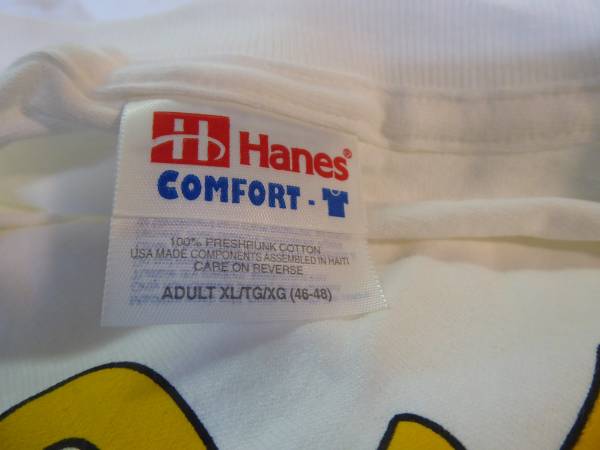 H Hanes®
COMFORT -
100% PRESHRUNK COTTON
USA MADE COMPONENTS ASSEMBLED IN HAITI
CARE ON REVERSE
ADULT XL/TG/XG (46-48)